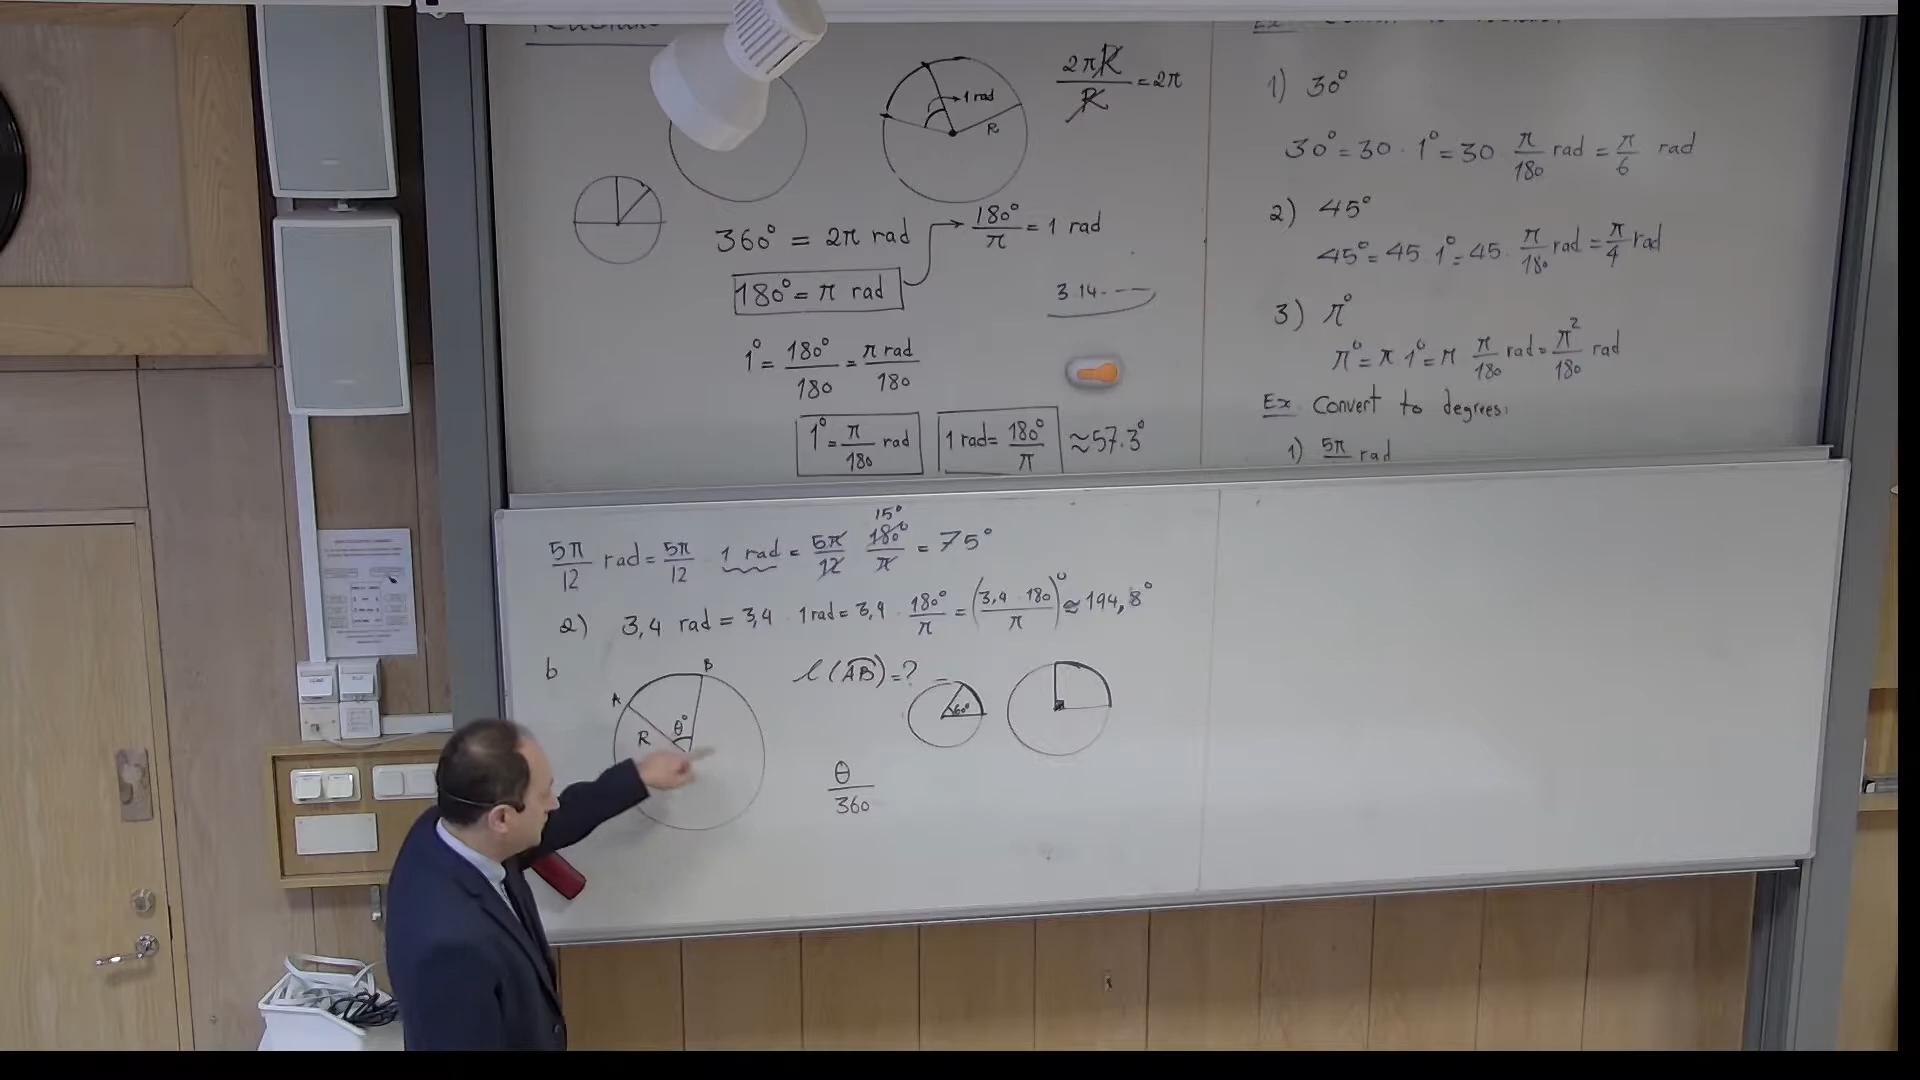 1 rad
R
2πR/R = 2π
360° = 2π rad
180° = π rad
180°/π = 1 rad
3.14.----
1° = 180°/180 = π rad/180
1° = π/180 rad
1 rad = 180°/π ≈ 57.3°
1) 30°
30° = 30 · 1° = 30 · π/180 rad = π/6 rad
2) 45°
45° = 45 · 1° = 45 · π/180 rad = π/4 rad
3) π°
π° = π 1° = π π/180 rad = π²/180 rad
Ex. Convert to degrees:
1) 5π rad
5π/12 rad = 5π/12 · 1 rad = 5π/12 180°/π = 75°
15°
2) 3,4 rad = 3,4 · 1 rad = 3,4 · 180°/π = (3,4 · 180/π)° ≈ 194,8°
b
A
B
R
θ°
l(AB) = ?
60°
θ/360